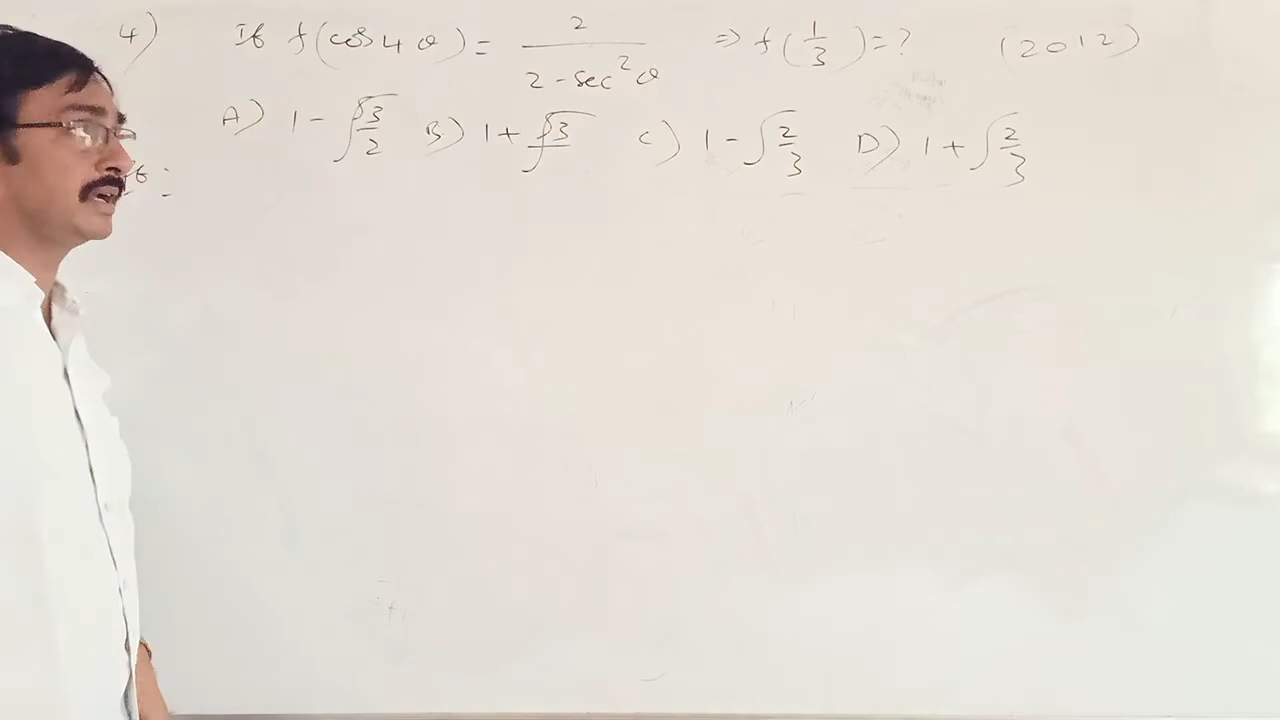 4) If f(cos 4θ) = 2/(2 - sec²θ) ⇒ f(1/3) = ? (2012)
A) 1 - √(3/2) B) 1 + √3 C) 1 - √(2/3) D) 1 + √(2/3)